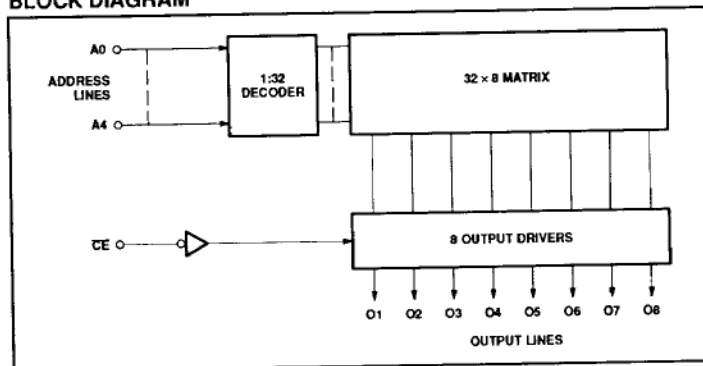 BLOCK DIAGRAM
A0
ADDRESS
LINES
A4
1:32
DECODER
32 × 8 MATRIX
C̅E̅
8 OUTPUT DRIVERS
O1 O2 O3 O4 O5 O6 O7 O8
OUTPUT LINES